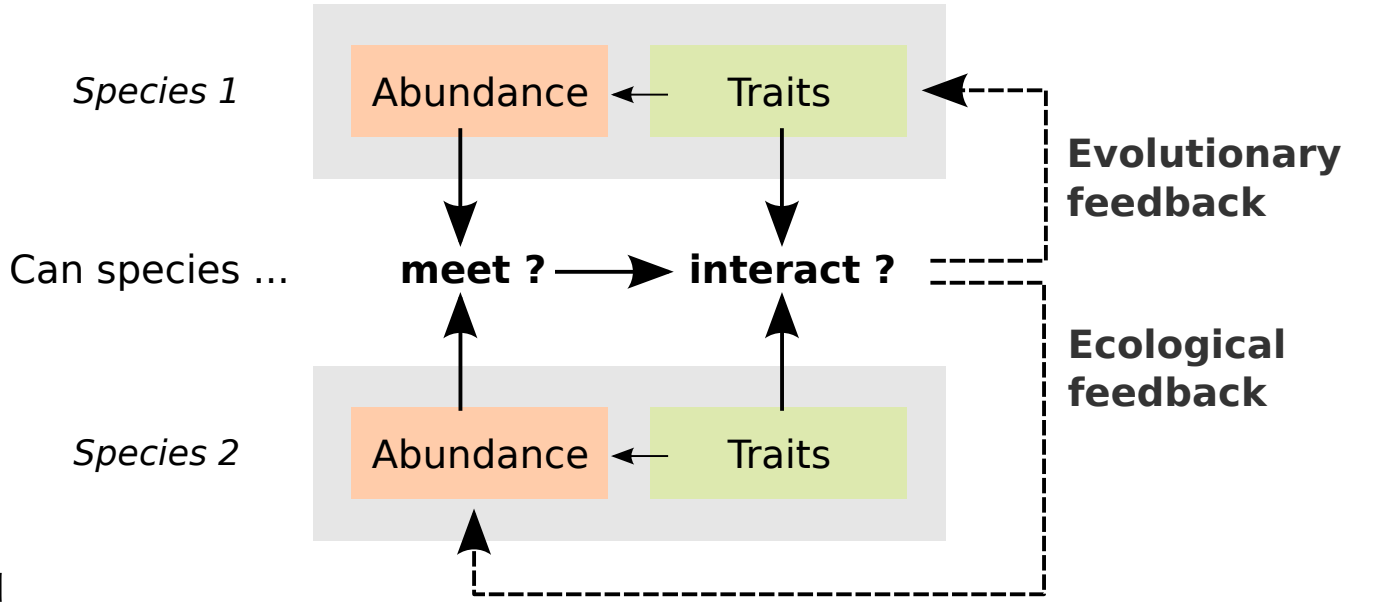 Species 1
Abundance
Traits
Evolutionary
feedback
Can species ...
meet ?
interact ?
Ecological
feedback
Species 2
Abundance
Traits